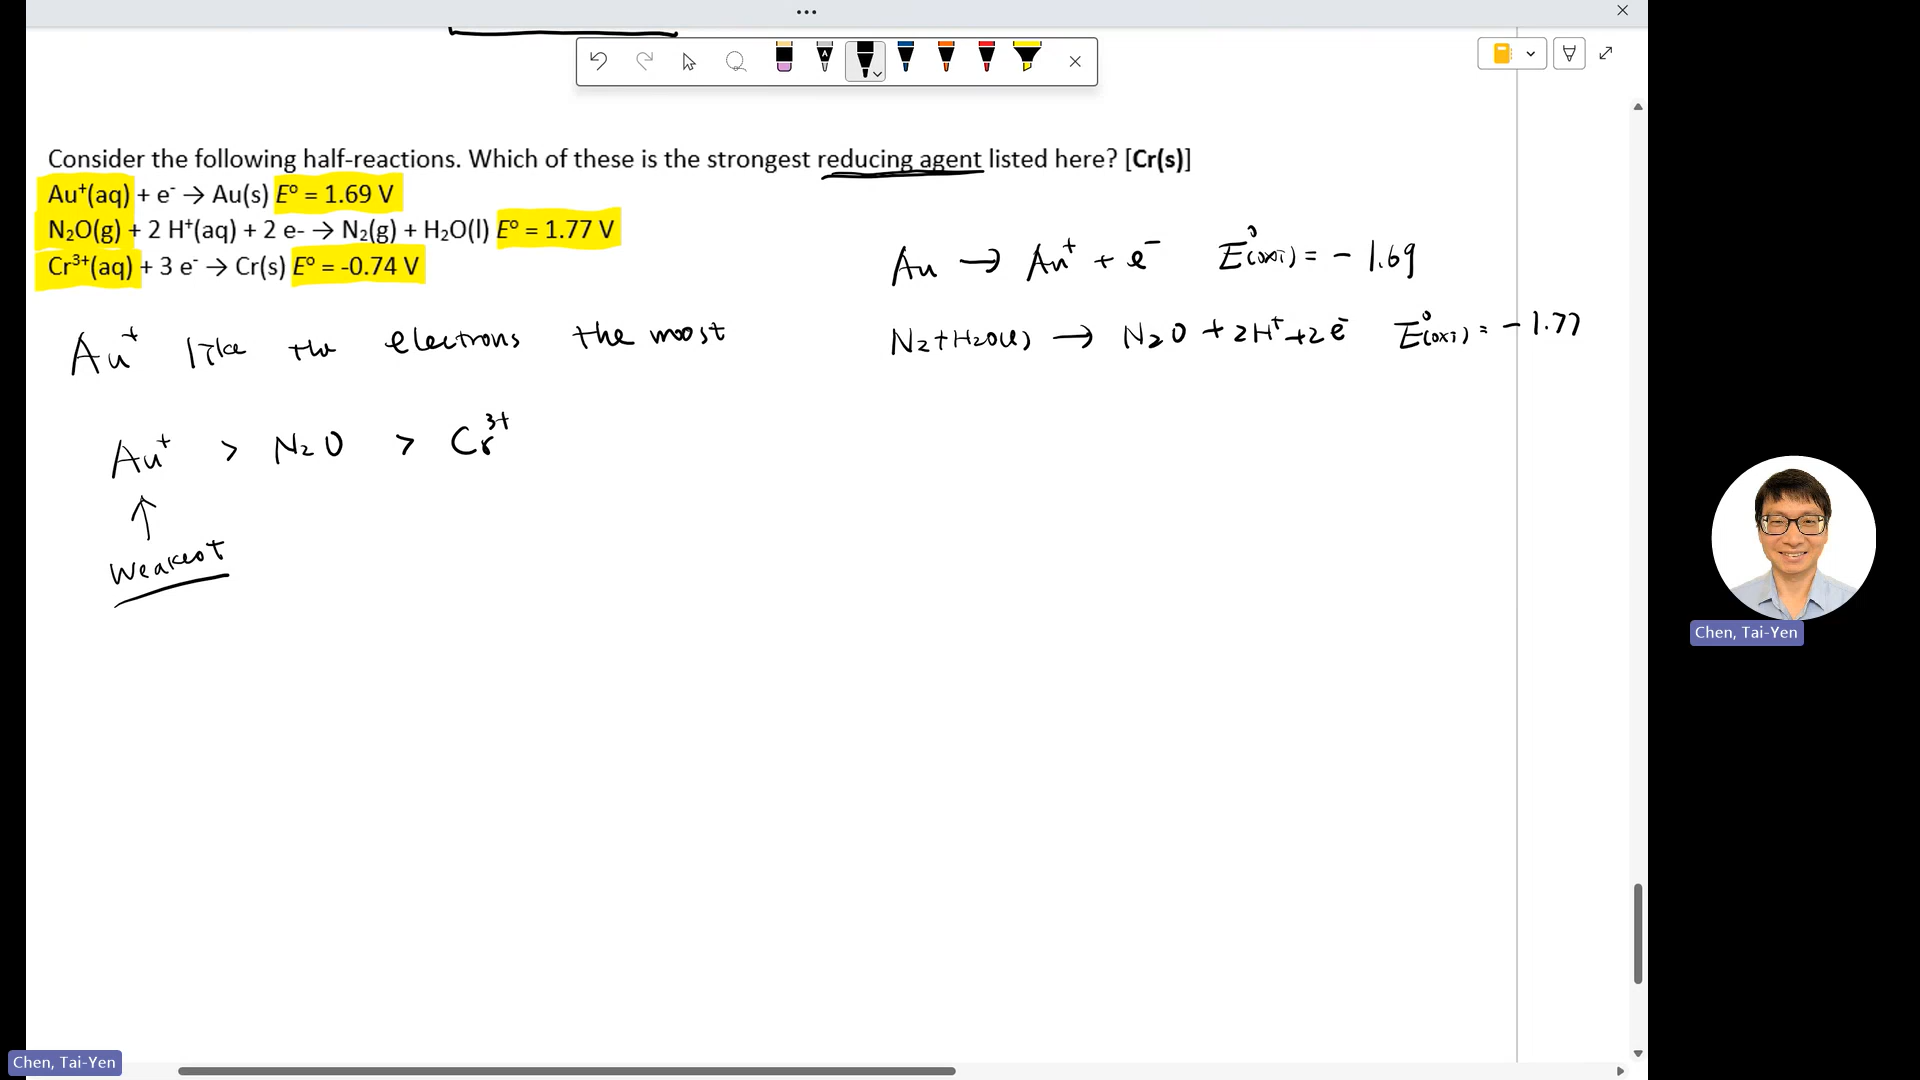 Consider the following half-reactions. Which of these is the strongest reducing agent listed here? [Cr(s)]
Au⁺(aq) + e⁻ → Au(s) E° = 1.69 V
N₂O(g) + 2 H⁺(aq) + 2 e- → N₂(g) + H₂O(l) E° = 1.77 V
Cr³⁺(aq) + 3 e⁻ → Cr(s) E° = -0.74 V
Au → Au⁺ + e⁻ E°(oxi) = - 1.69
N₂+H₂O(l) → N₂O + 2H⁺+2e⁻ E°(oxi) = - 1.77
Au⁺ like the electrons the most
Au⁺ > N₂O > Cr³⁺
↑
Weakest
Chen, Tai-Yen
Chen, Tai-Yen